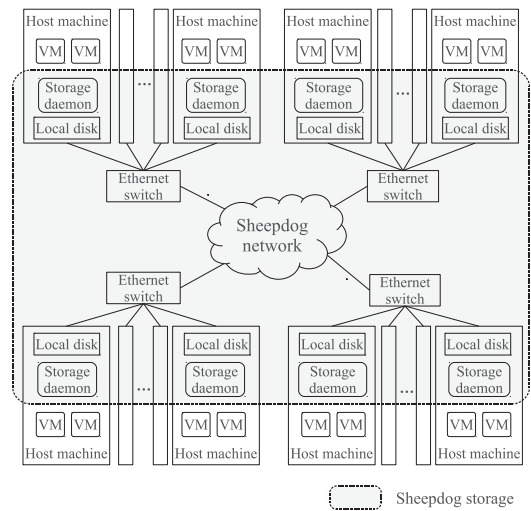 Host machine Host machine Host machine Host machine
VM VM VM VM VM VM VM VM
... ...
Storage daemon Storage daemon Storage daemon Storage daemon
Local disk Local disk Local disk Local disk
Ethernet switch Ethernet switch
Sheepdog
network
Ethernet switch Ethernet switch
Local disk Local disk Local disk Local disk
Storage daemon Storage daemon Storage daemon Storage daemon
... ...
VM VM VM VM VM VM VM VM
Host machine Host machine Host machine Host machine
Sheepdog storage